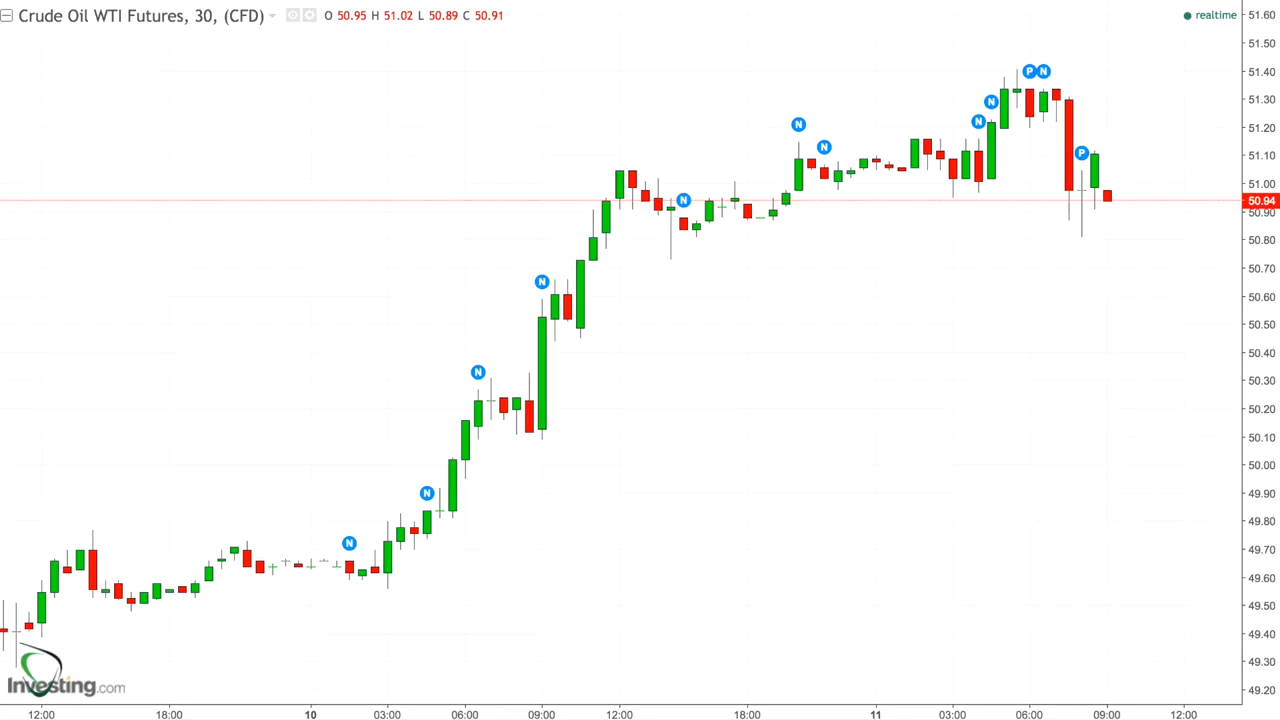 Crude Oil WTI Futures, 30, (CFD) O 50.95 H 51.02 L 50.89 C 50.91
realtime
51.60
51.50
51.40
P N
51.30
N
51.20
N
N
N
51.10
P
51.00
50.94
N
50.90
50.80
50.70
N
50.60
50.50
50.40
N
50.30
50.20
50.10
50.00
49.90
N
49.80
49.70
N
49.60
49.50
49.40
49.30
49.20
Investing.com
12:00 18:00 10 03:00 06:00 09:00 12:00 18:00 11 03:00 06:00 09:00 12:00